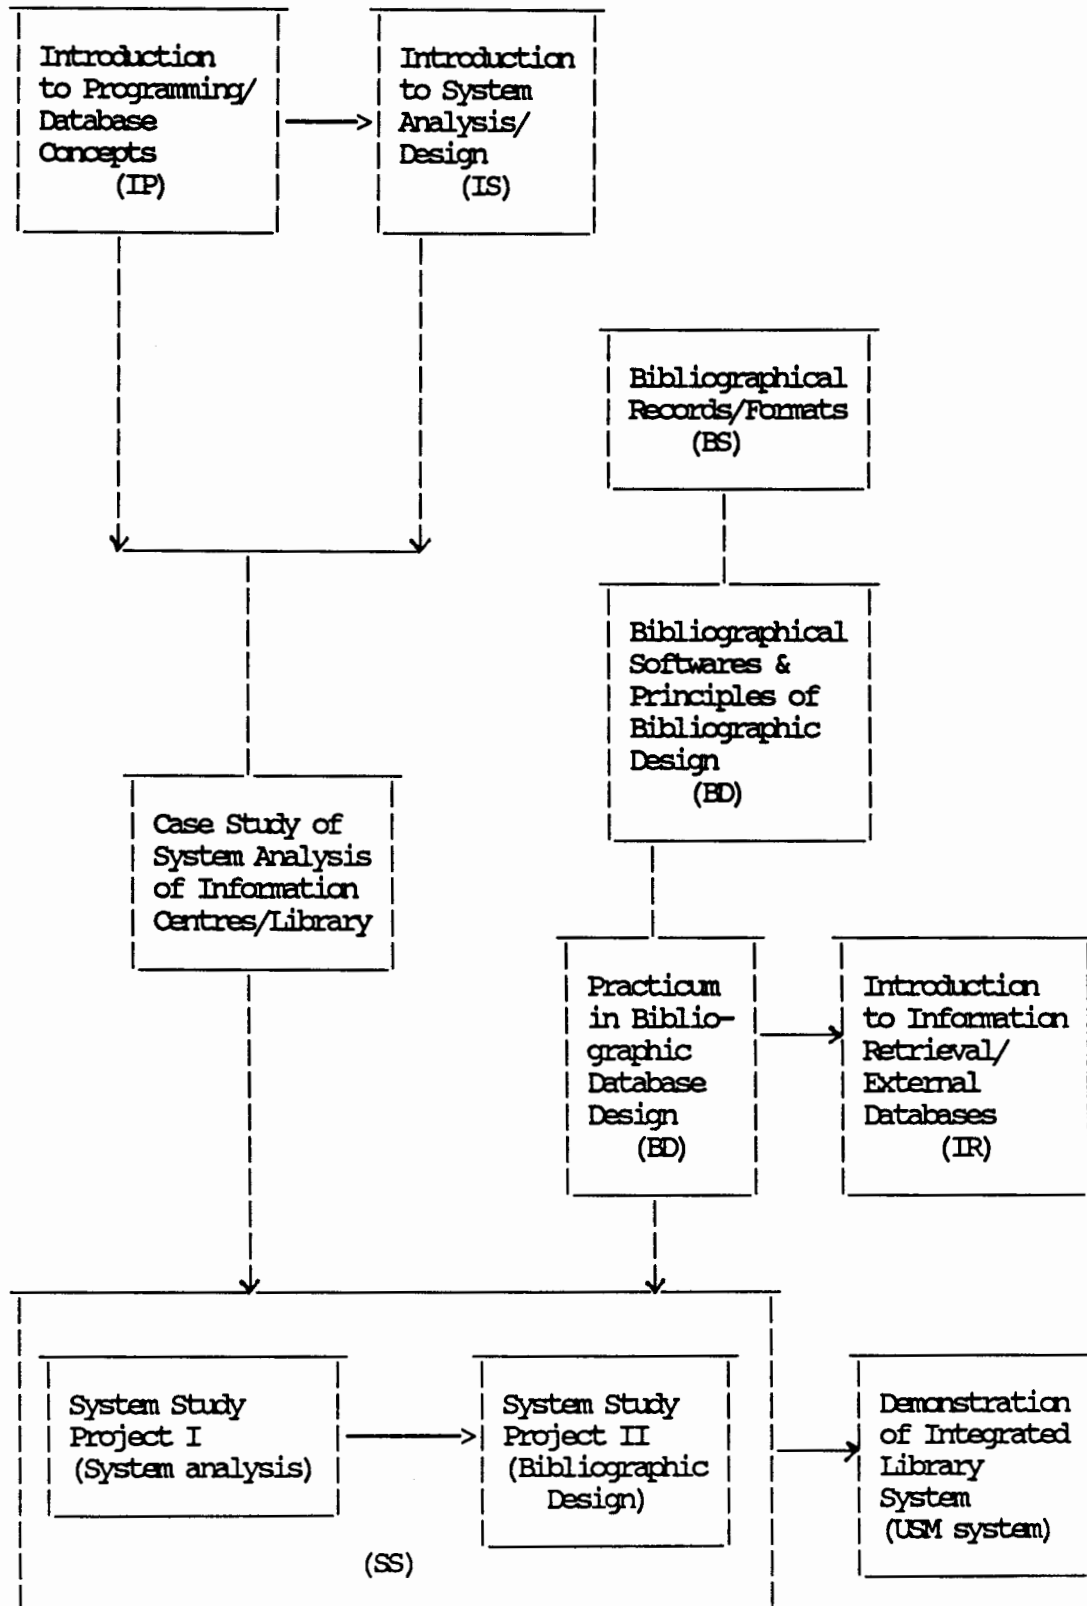 Introduction
to Programming/
Database
Concepts
(IP)
Introduction
to System
Analysis/
Design
(IS)
Bibliographical
Records/Formats
(BS)
Bibliographical
Softwares &
Principles of
Bibliographic
Design
(BD)
Case Study of
System Analysis
of Information
Centres/Library
Practicum
in Biblio-
graphic
Database
Design
(BD)
Introduction
to Information
Retrieval/
External
Databases
(IR)
System Study
Project I
(System analysis)
System Study
Project II
(Bibliographic
Design)
(SS)
Demonstration
of Integrated
Library
System
(USM system)